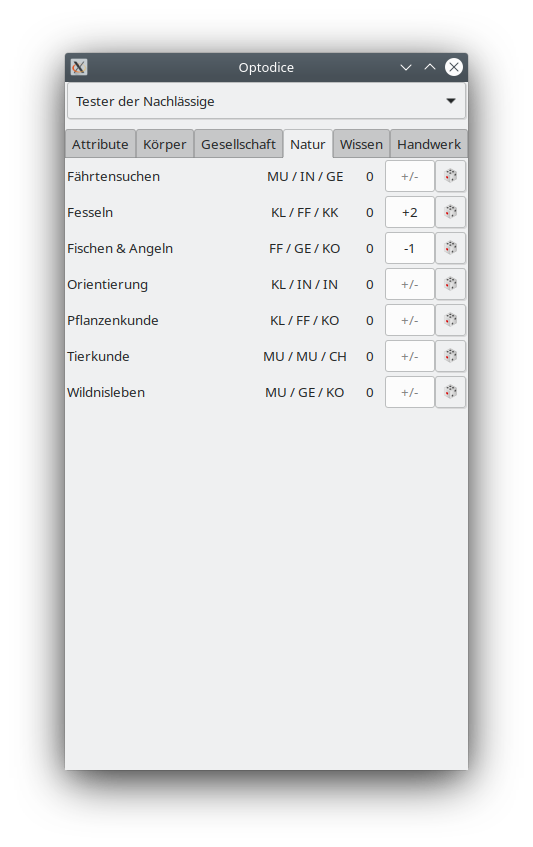 Optodice
Tester der Nachlässige
Attribute Körper Gesellschaft Natur Wissen Handwerk
Fährtensuchen MU / IN / GE 0 +/-
Fesseln KL / FF / KK 0 +2
Fischen & Angeln FF / GE / KO 0 -1
Orientierung KL / IN / IN 0 +/-
Pflanzenkunde KL / FF / KO 0 +/-
Tierkunde MU / MU / CH 0 +/-
Wildnisleben MU / GE / KO 0 +/-